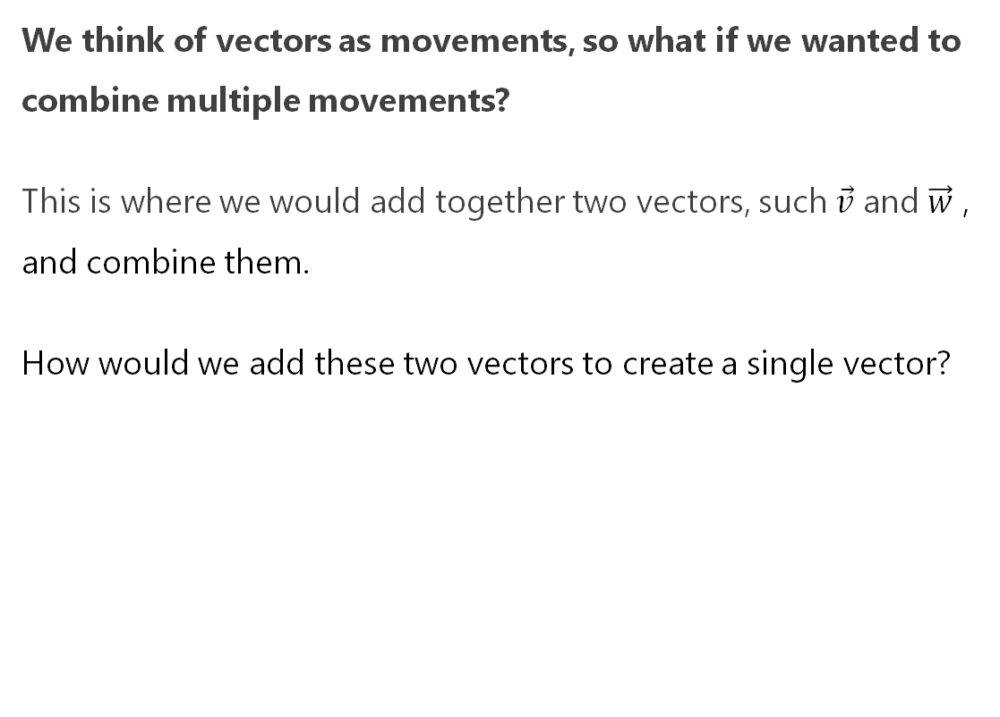 We think of vectors as movements, so what if we wanted to
combine multiple movements?
This is where we would add together two vectors, such v⃗ and w⃗ ,
and combine them.
How would we add these two vectors to create a single vector?